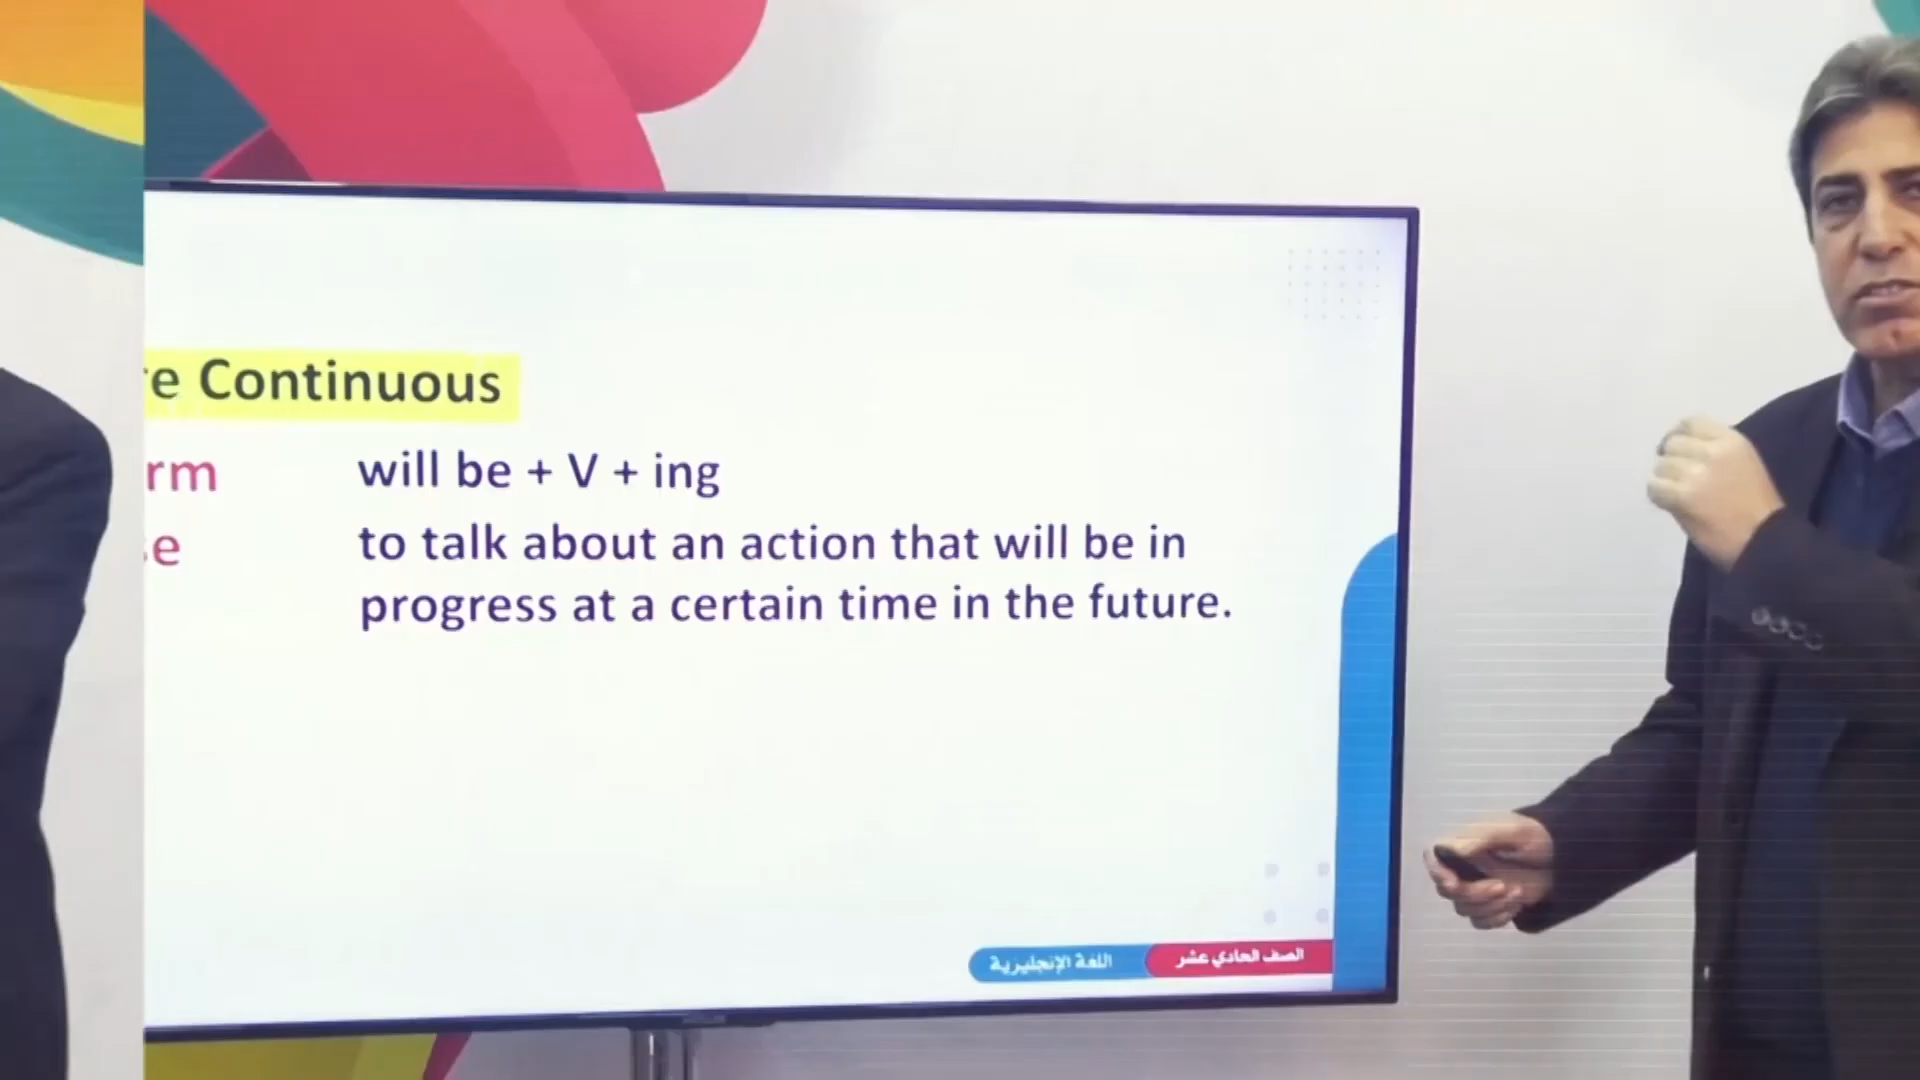 Continuous
will be + V + ing
to talk about an action that will be in
progress at a certain time in the future.
الصف الحادي عشر
اللغة الإنجليزية